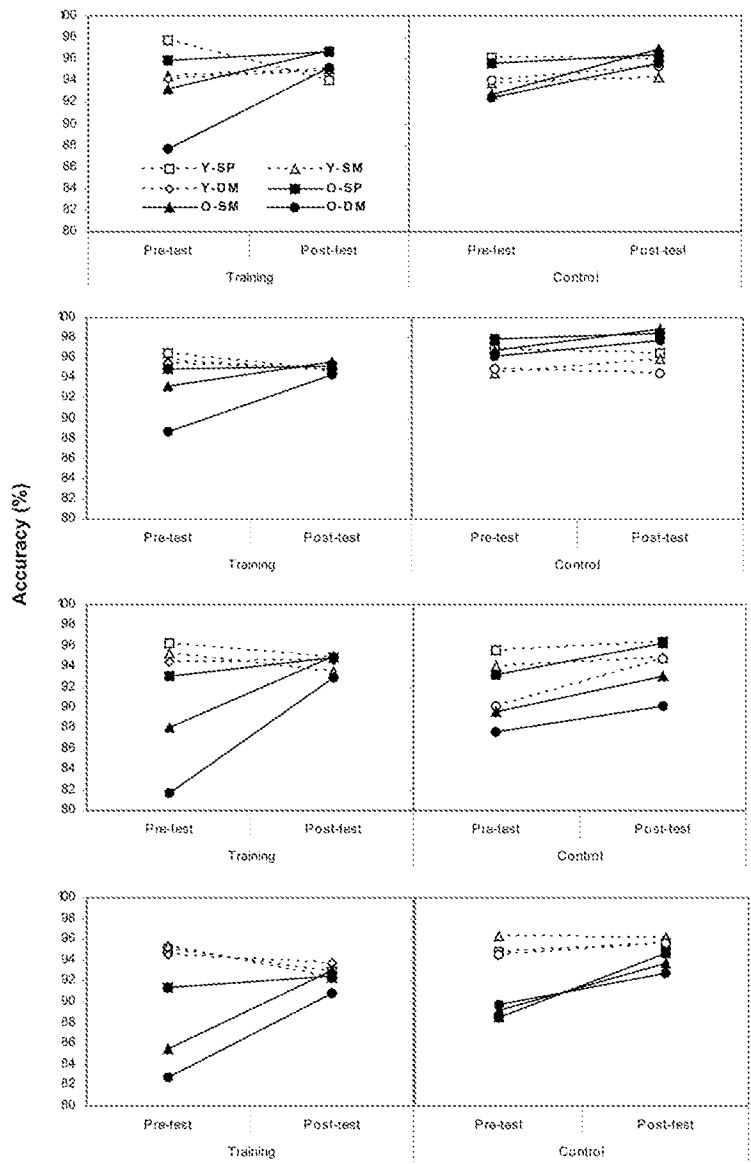 Accuracy (%)
100
98
96
94
92
90
88
86
84
82
80
Y-SP
Y-SM
Y-DM
O-SP
O-SM
O-DM
Pre-test
Post-test
Pre-test
Post-test
Training
Control
100
98
96
94
92
90
88
86
84
82
80
Pre-test
Post-test
Pre-test
Post-test
Training
Control
100
98
96
94
92
90
88
86
84
82
80
Pre-test
Post-test
Pre-test
Post-test
Training
Control
100
98
96
94
92
90
88
86
84
82
80
Pre-test
Post-test
Pre-test
Post-test
Training
Control